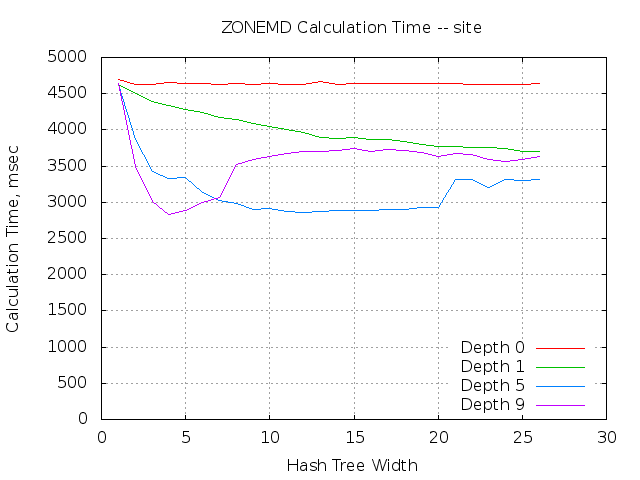 ZONEMD Calculation Time -- site
5000
4500
4000
3500
3000
2500
2000
1500
1000
500
0
Calculation Time, msec
Depth 0
Depth 1
Depth 5
Depth 9
0 5 10 15 20 25 30
Hash Tree Width